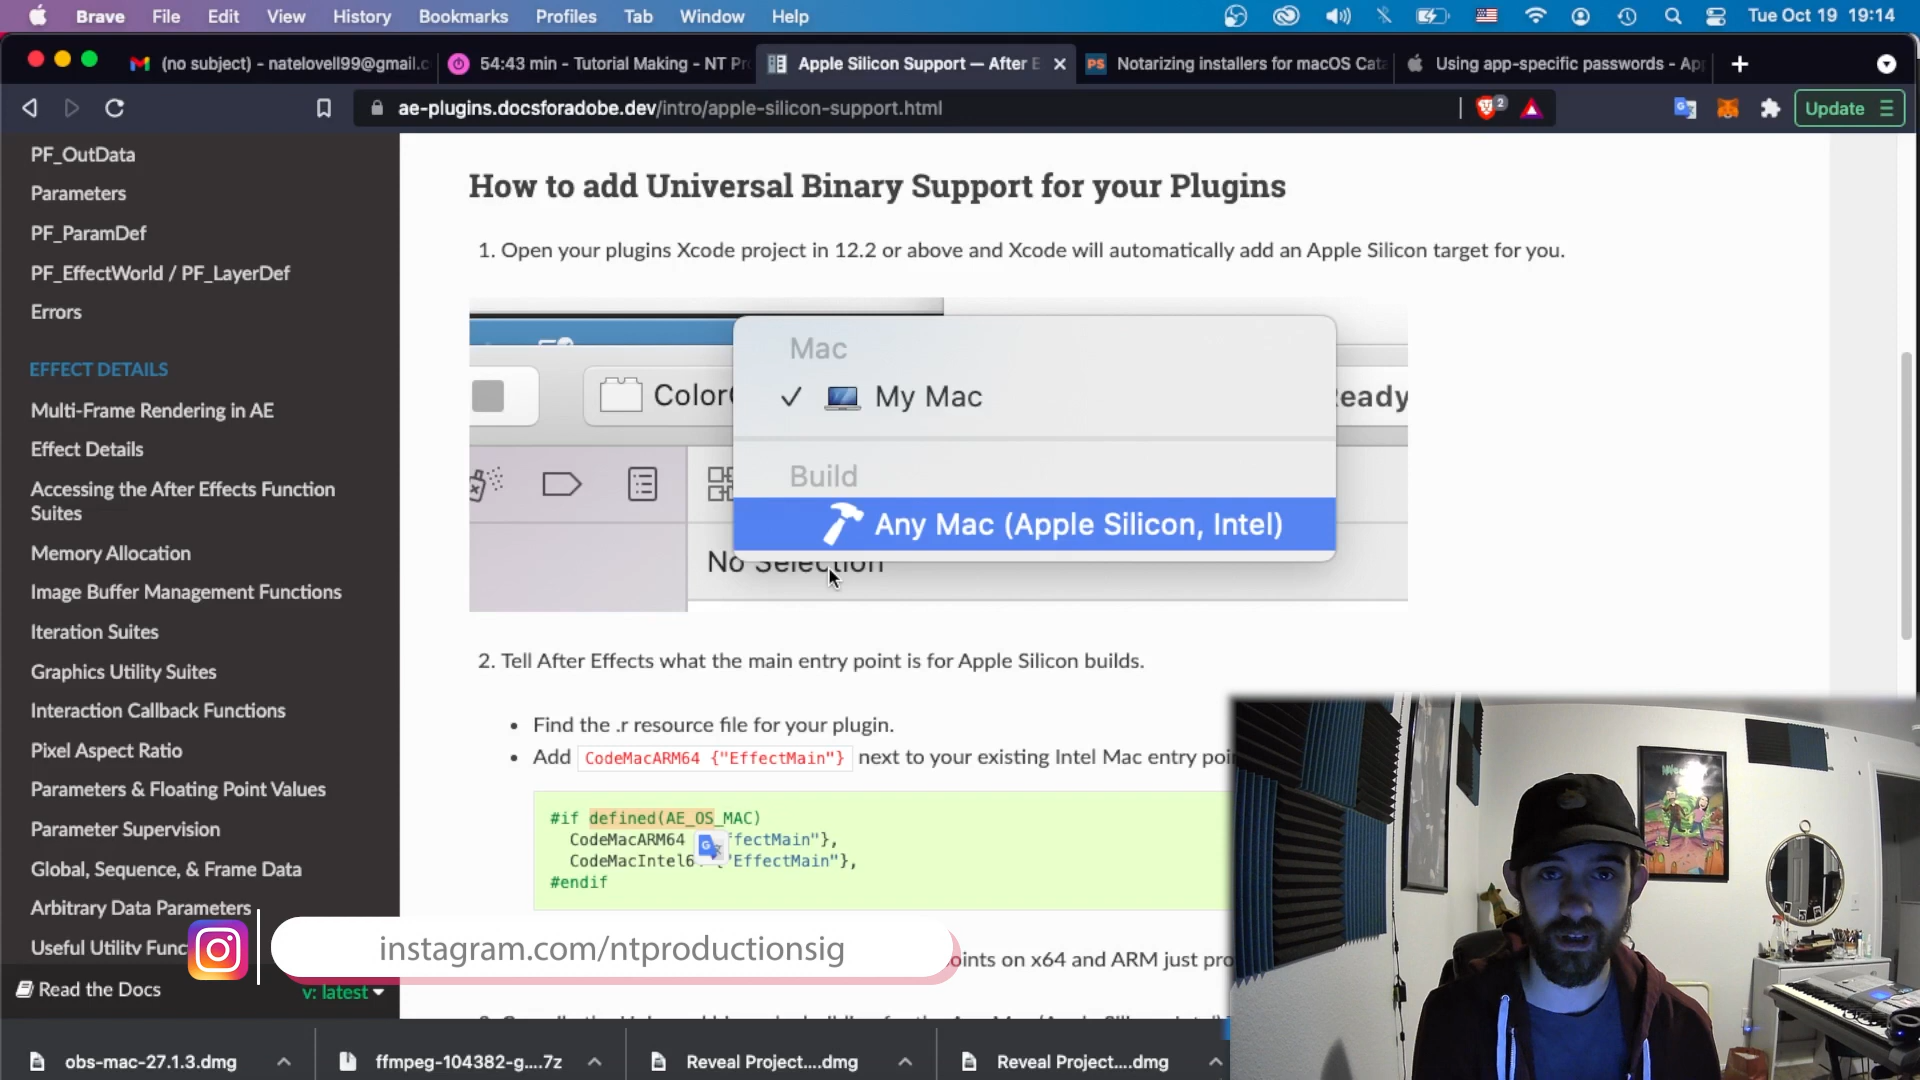 Brave File Edit View History Bookmarks Profiles Tab Window Help Tue Oct 19 19:14
(no subject) - natelovell99@gmail.c 54:43 min - Tutorial Making - NT Pr Apple Silicon Support — After E PS Notarizing installers for macOS Cata Using app-specific passwords - App
ae-plugins.docsforadobe.dev/intro/apple-silicon-support.html 2 Update
PF_OutData
Parameters
PF_ParamDef
PF_EffectWorld / PF_LayerDef
Errors
EFFECT DETAILS
Multi-Frame Rendering in AE
Effect Details
Accessing the After Effects Function
Suites
Memory Allocation
Image Buffer Management Functions
Iteration Suites
Graphics Utility Suites
Interaction Callback Functions
Pixel Aspect Ratio
Parameters & Floating Point Values
Parameter Supervision
Global, Sequence, & Frame Data
Arbitrary Data Parameters
Useful Utility Func
Read the Docs v: latest
How to add Universal Binary Support for your Plugins
1. Open your plugins Xcode project in 12.2 or above and Xcode will automatically add an Apple Silicon target for you.
Mac
Color My Mac eady
Build
Any Mac (Apple Silicon, Intel)
No Selection
2. Tell After Effects what the main entry point is for Apple Silicon builds.
Find the .r resource file for your plugin.
Add CodeMacARM64 {"EffectMain"} next to your existing Intel Mac entry poi
#if defined(AE_OS_MAC)
CodeMacARM64 ffectMain"},
CodeMacIntel6 {"EffectMain"},
#endif
instagram.com/ntproductionsig
oints on x64 and ARM just pro
obs-mac-27.1.3.dmg ffmpeg-104382-g....7z Reveal Project....dmg Reveal Project....dmg